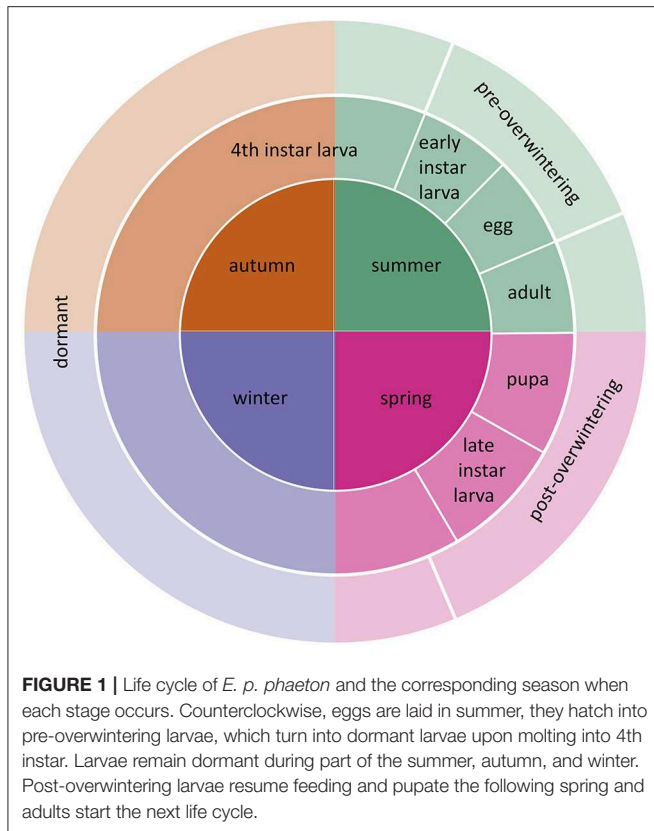 pre-overwintering
4th instar larva
early
instar
larva
egg
autumn
summer
adult
dormant
winter
spring
pupa
late
instar
larva
post-overwintering
FIGURE 1 | Life cycle of E. p. phaeton and the corresponding season when
each stage occurs. Counterclockwise, eggs are laid in summer, they hatch into
pre-overwintering larvae, which turn into dormant larvae upon molting into 4th
instar. Larvae remain dormant during part of the summer, autumn, and winter.
Post-overwintering larvae resume feeding and pupate the following spring and
adults start the next life cycle.